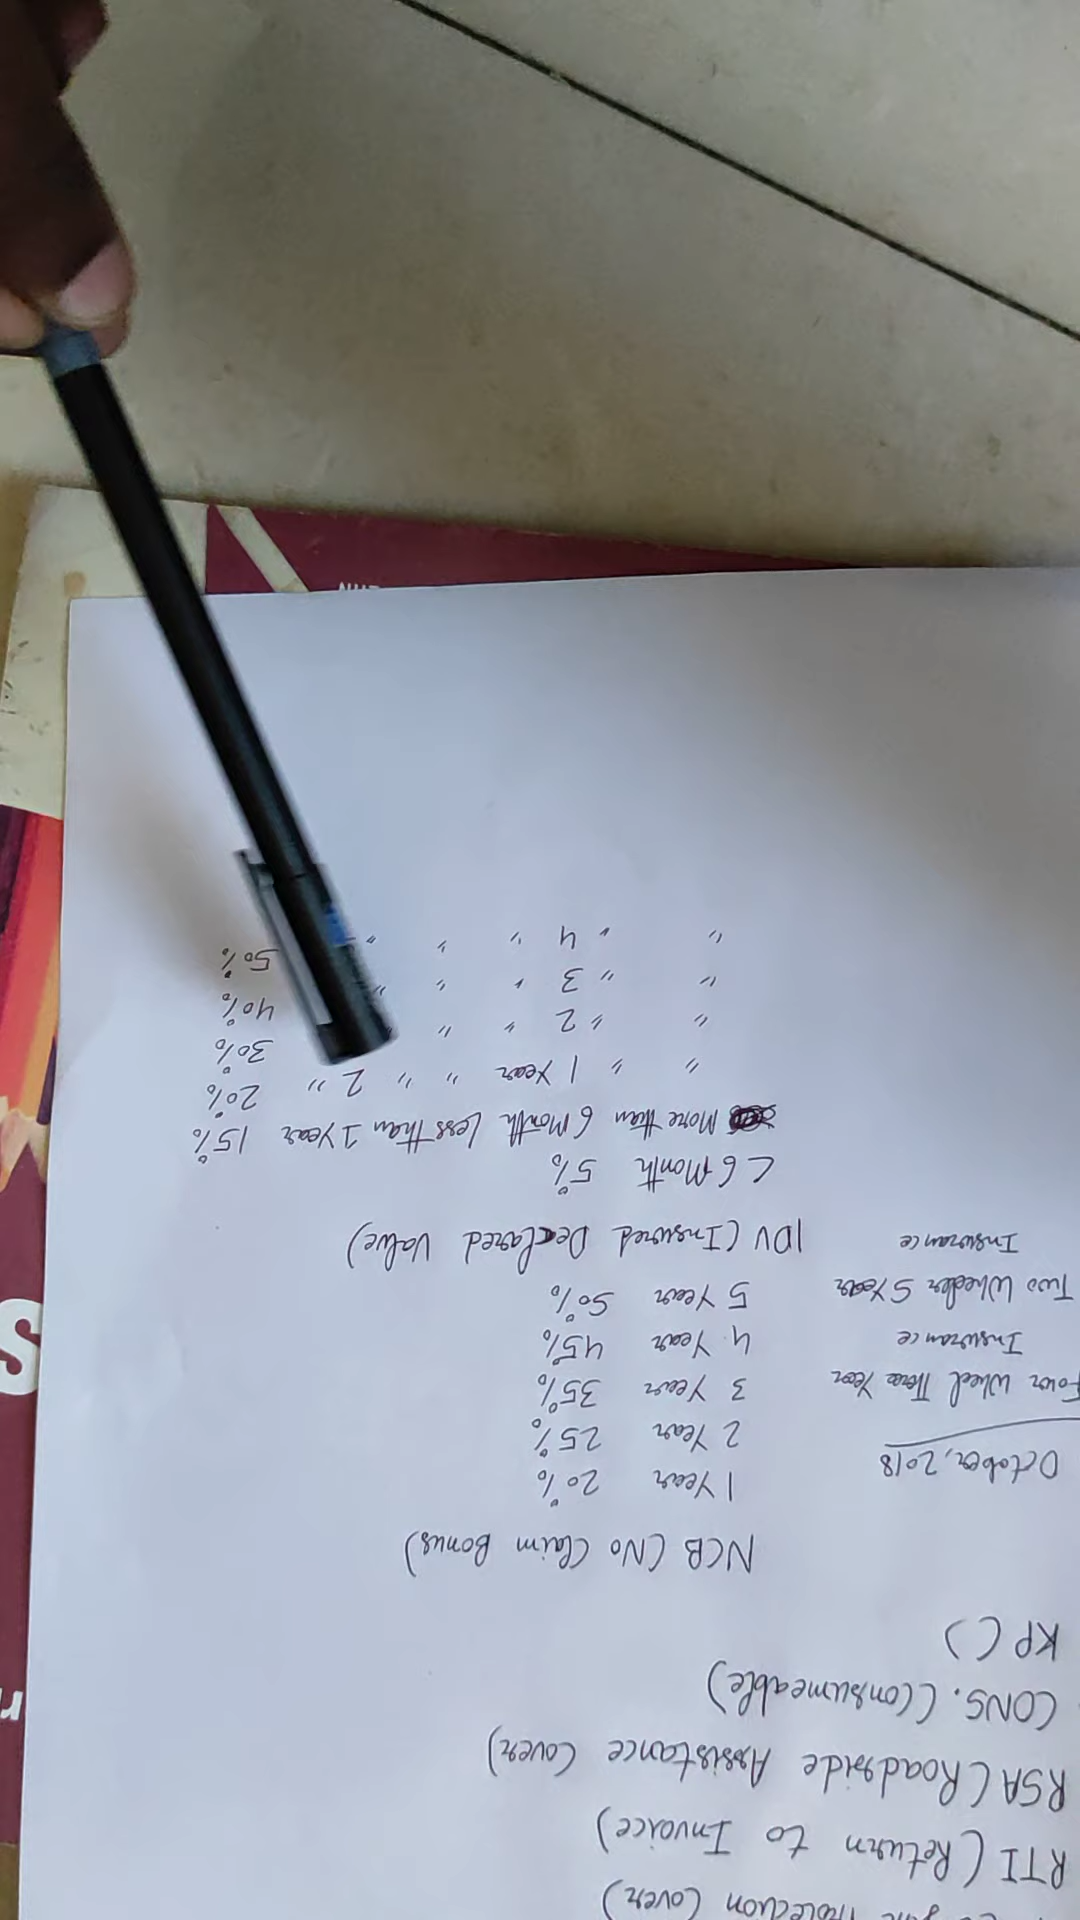 Protection Cover)
RTI (Return to Invoice)
RSA (Roadside Assistance Cover)
CONS. (Consumeable)
KP ( )
NCB (No Claim Bonus)
1 Year 20%
2 Year 25%
3 Year 35%
4 Year 45%
5 Year 50%
October, 2018
Four Wheel Three Year
Insurance
Two Wheeler 5 Year
Insurance
IDV (Insured Declared Value)
< 6 Month 5%
More than 6 Month Less than 1 Year 15%
" " 1 Year " " 2 " 20%
" " 2 " " " 30%
" " 3 " " " 40%
" " 4 " " " 50%
S